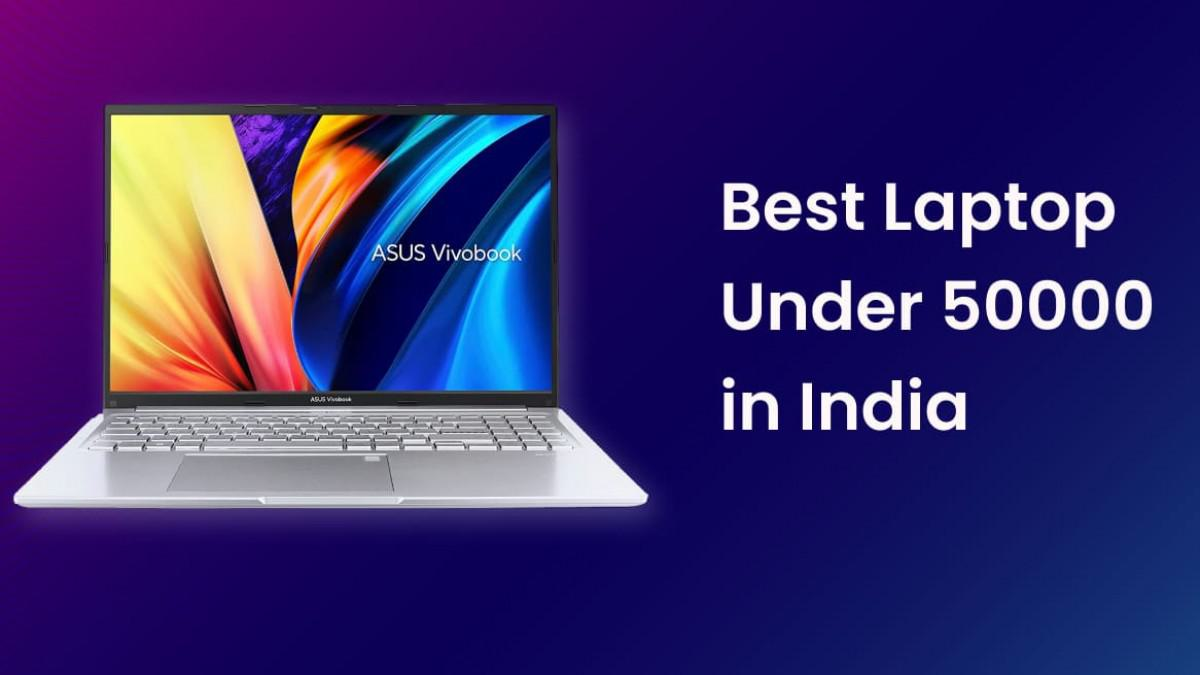 ASUS Vivobook
ASUS Vivobook
Best Laptop
Under 50000
in India